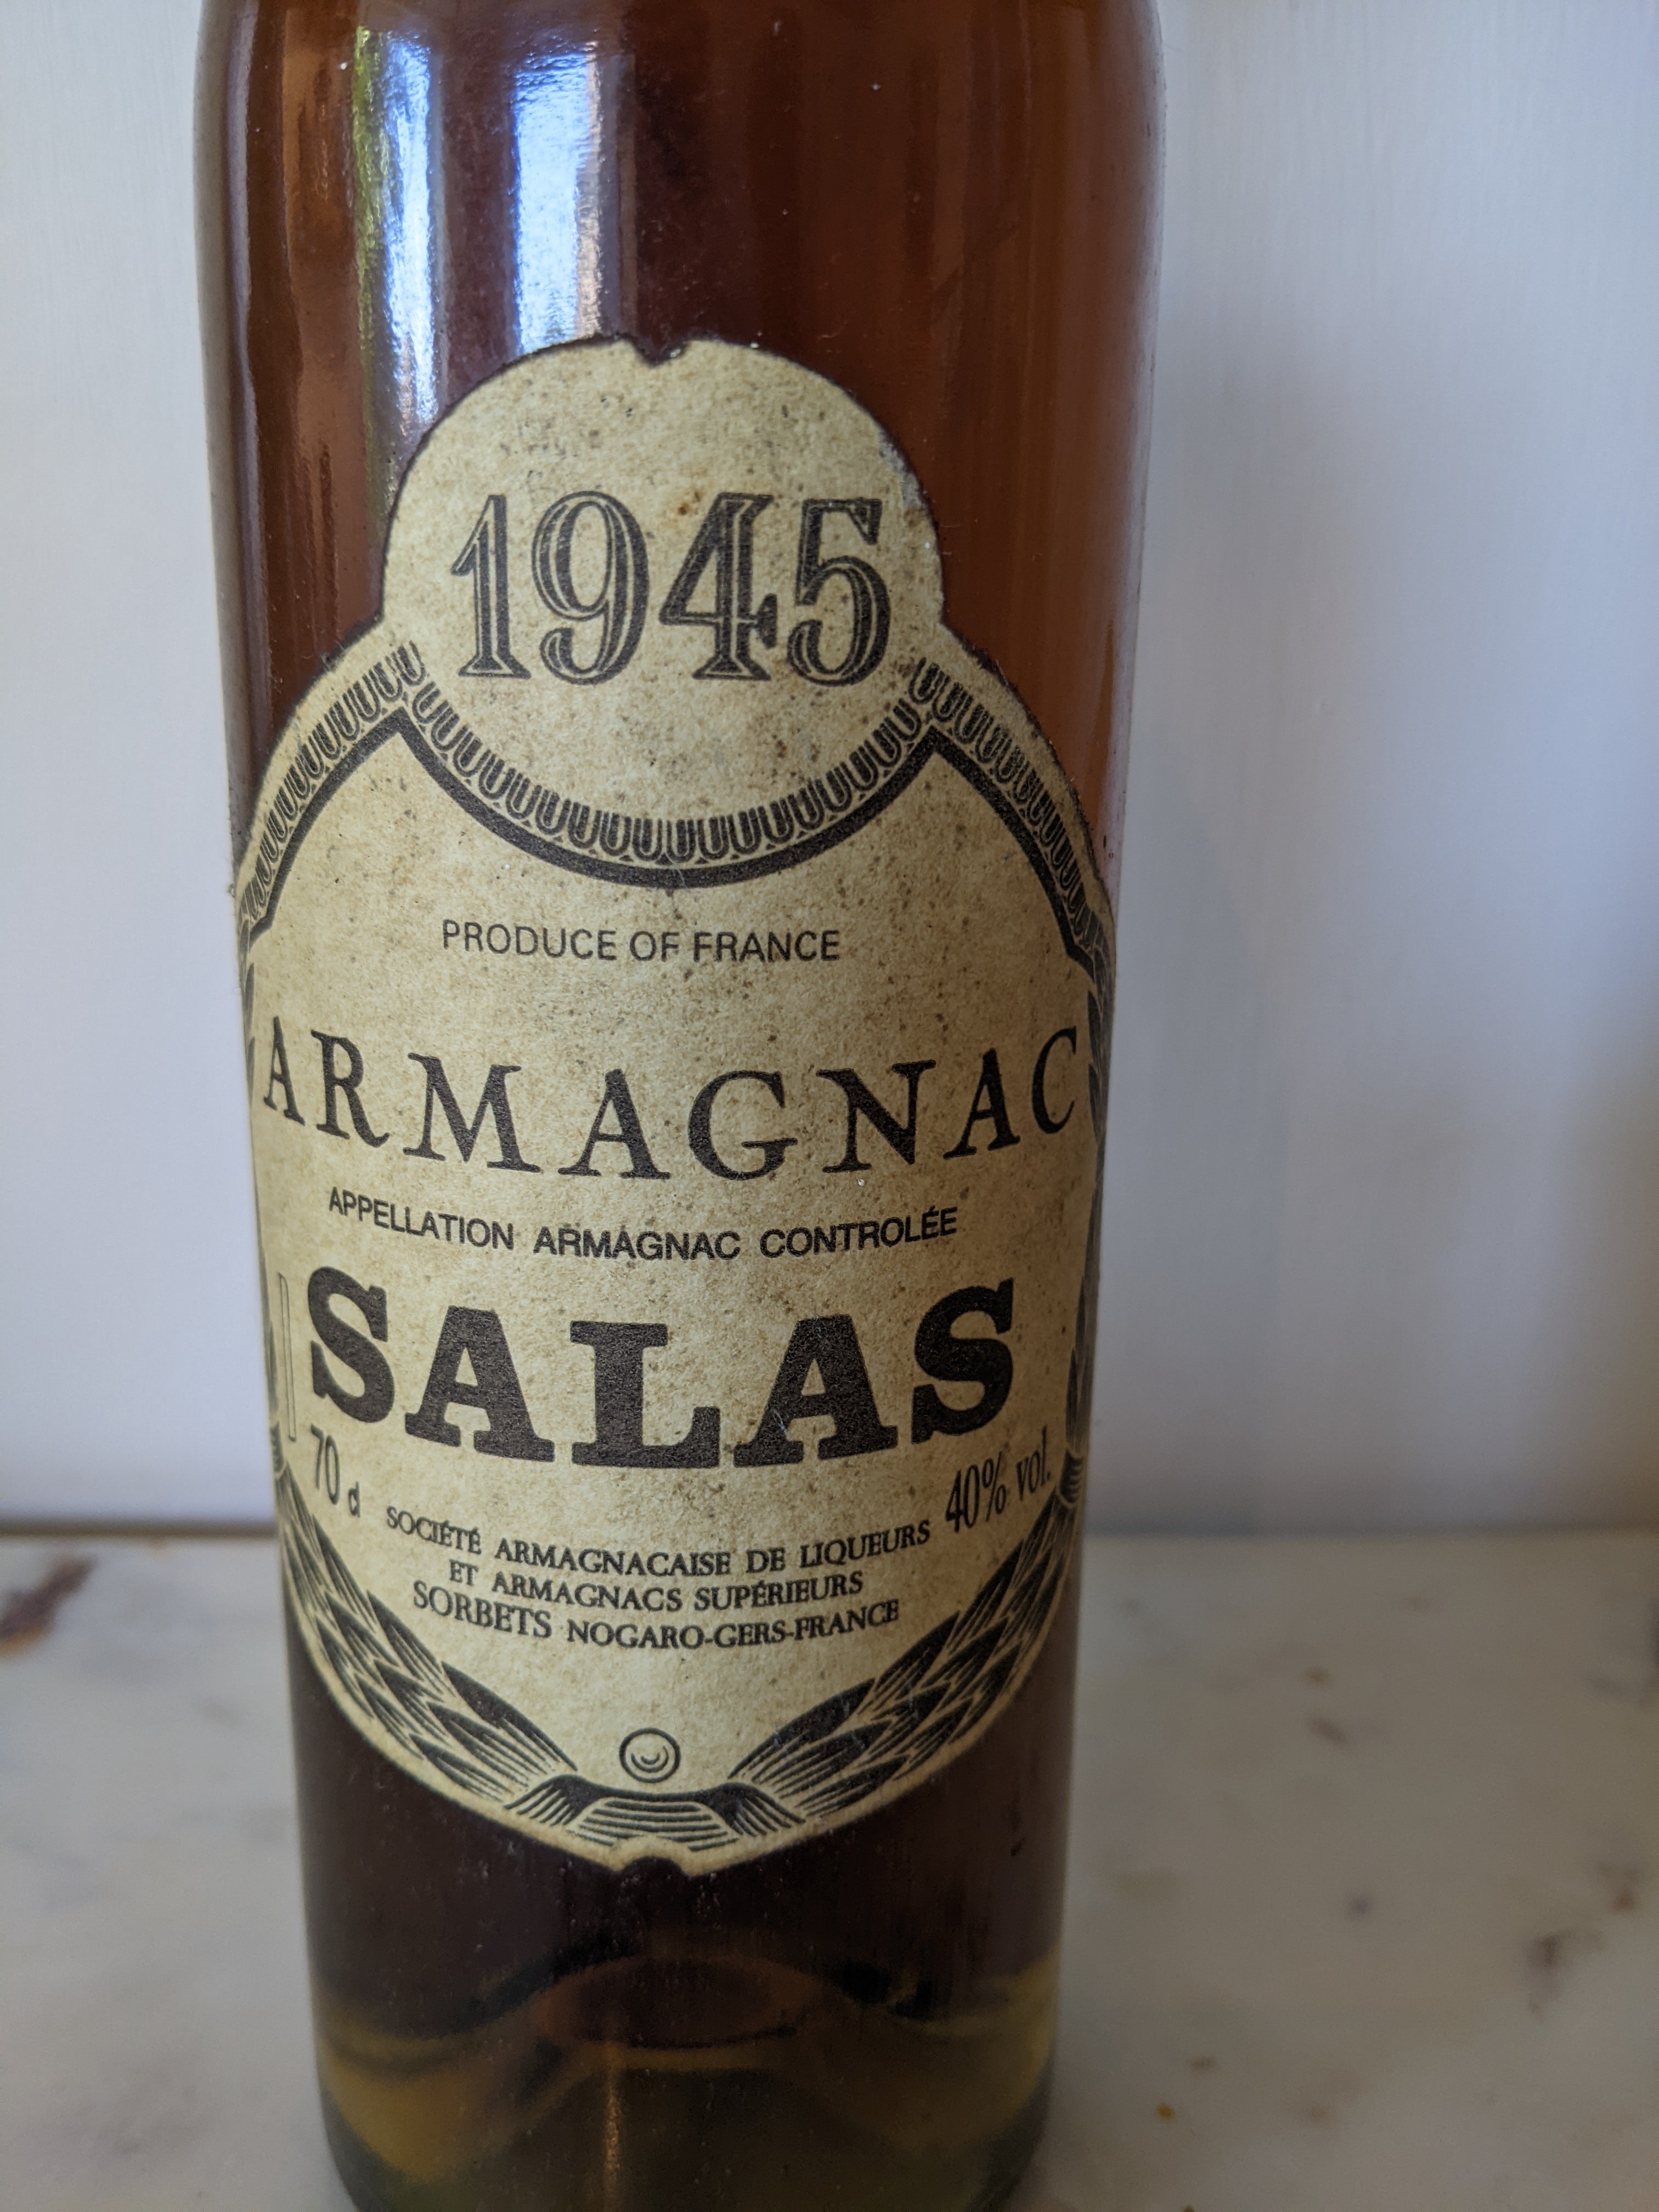 1945
PRODUCE OF FRANCE
ARMAGNAC
APPELLATION ARMAGNAC CONTROLÉE
SALAS
70 cl
40% vol.
SOCIÉTÉ ARMAGNACAISE DE LIQUEURS
ET ARMAGNACS SUPÉRIEURS
SORBETS NOGARO-GERS-FRANCE